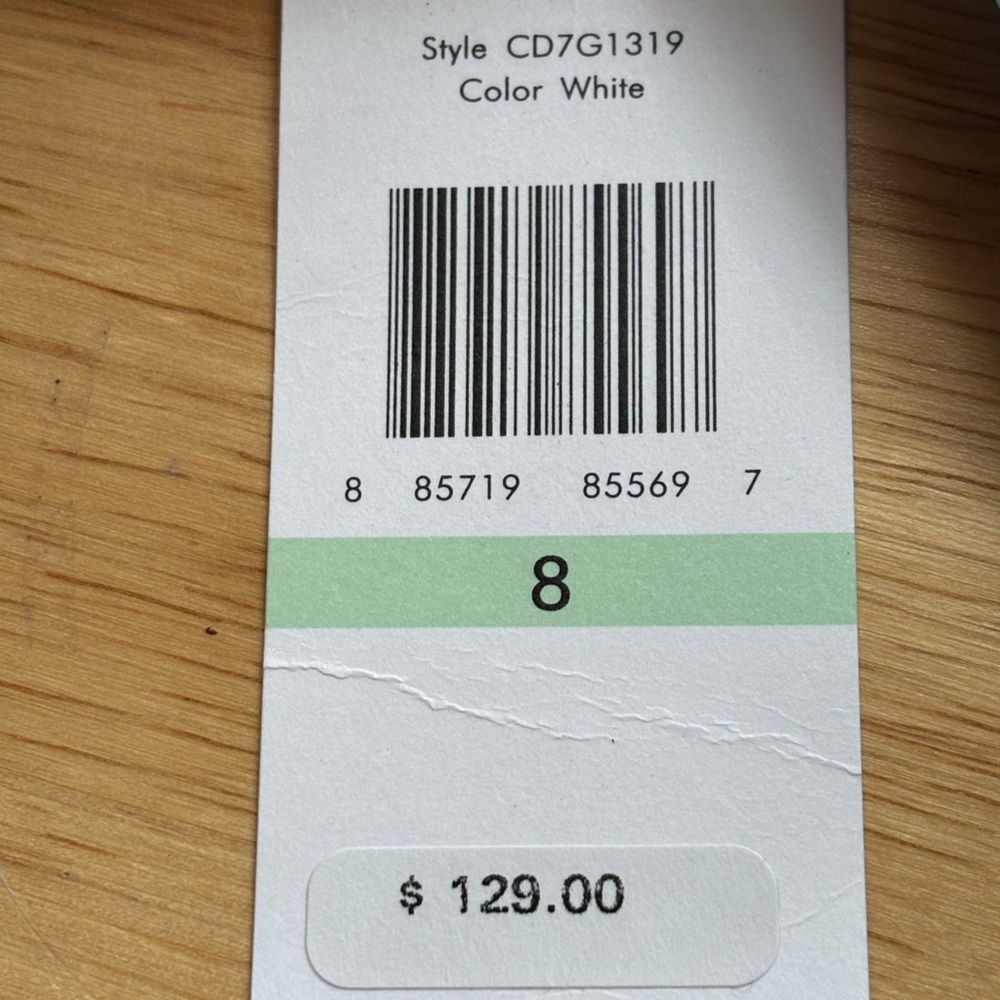 Style CD7G1319
Color White
8 85719 85569 7
8
$ 129.00